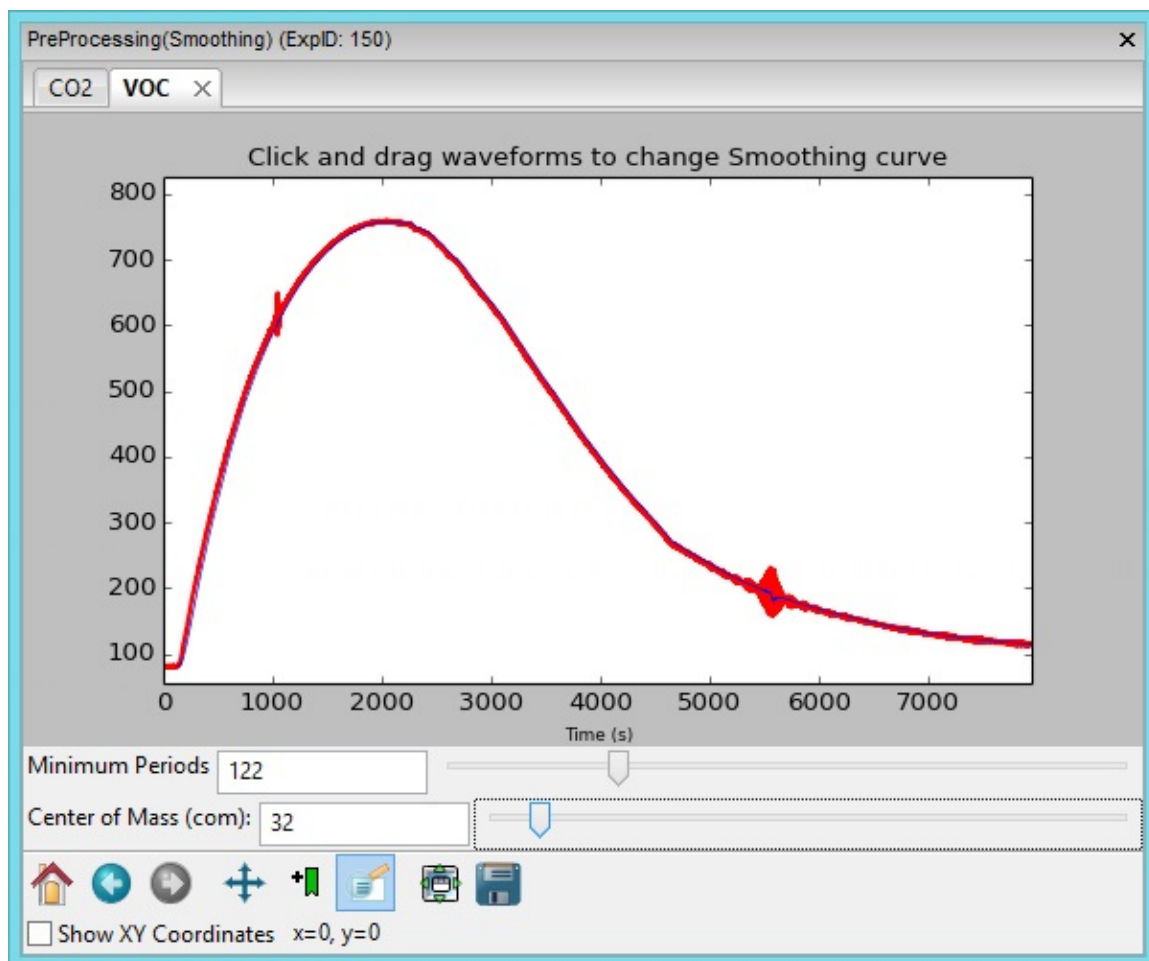 PreProcessing(Smoothing) (ExpID: 150)
CO2 VOC
Click and drag waveforms to change Smoothing curve
800
700
600
500
400
300
200
100
0 1000 2000 3000 4000 5000 6000 7000
Time (s)
Minimum Periods 122
Center of Mass (com): 32
Show XY Coordinates x=0, y=0